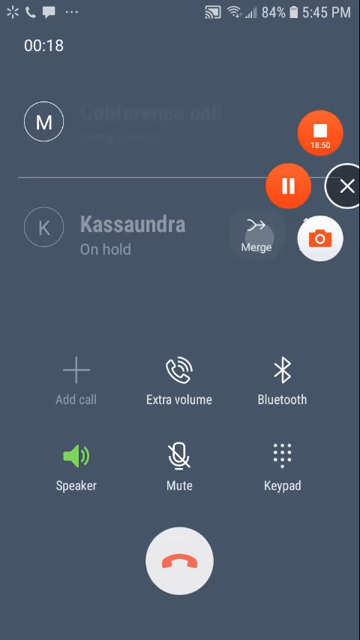 84% 5:45 PM
00:18
M
Conference call
18:50
K
Kassaundra
On hold
Merge
Add call
Extra volume
Bluetooth
Speaker
Mute
Keypad